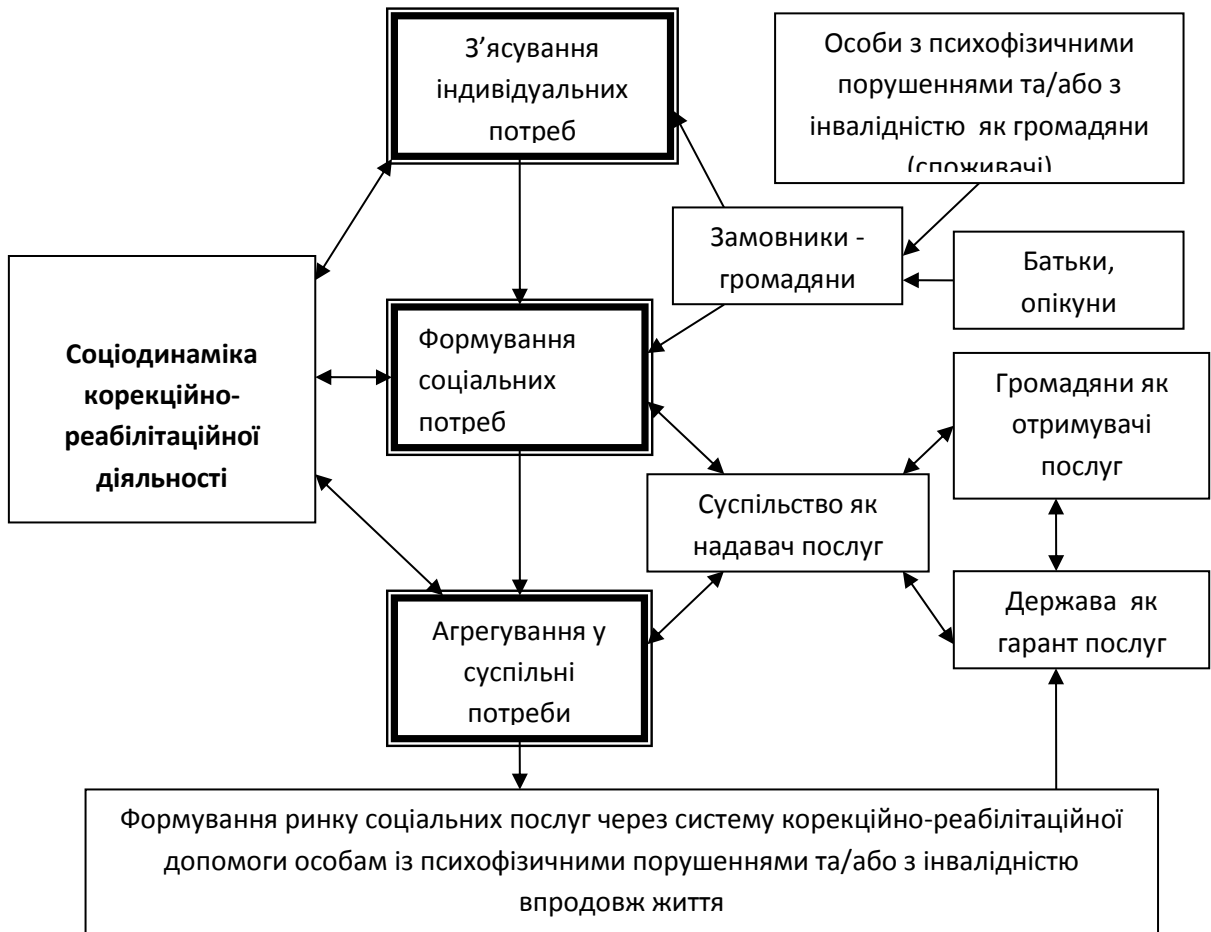 З’ясування
індивідуальних
потреб
Особи з психофізичними
порушеннями та/або з
інвалідністю як громадяни
(споживачі)
Замовники -
громадяни
Батьки,
опікуни
Соціодинаміка
корекційно-
реабілітаційної
діяльності
Формування
соціальних
потреб
Громадяни як
отримувачі
послуг
Суспільство як
надавач послуг
Держава як
гарант послуг
Агрегування у
суспільні
потреби
Формування ринку соціальних послуг через систему корекційно-реабілітаційної
допомоги особам із психофізичними порушеннями та/або з інвалідністю
впродовж життя